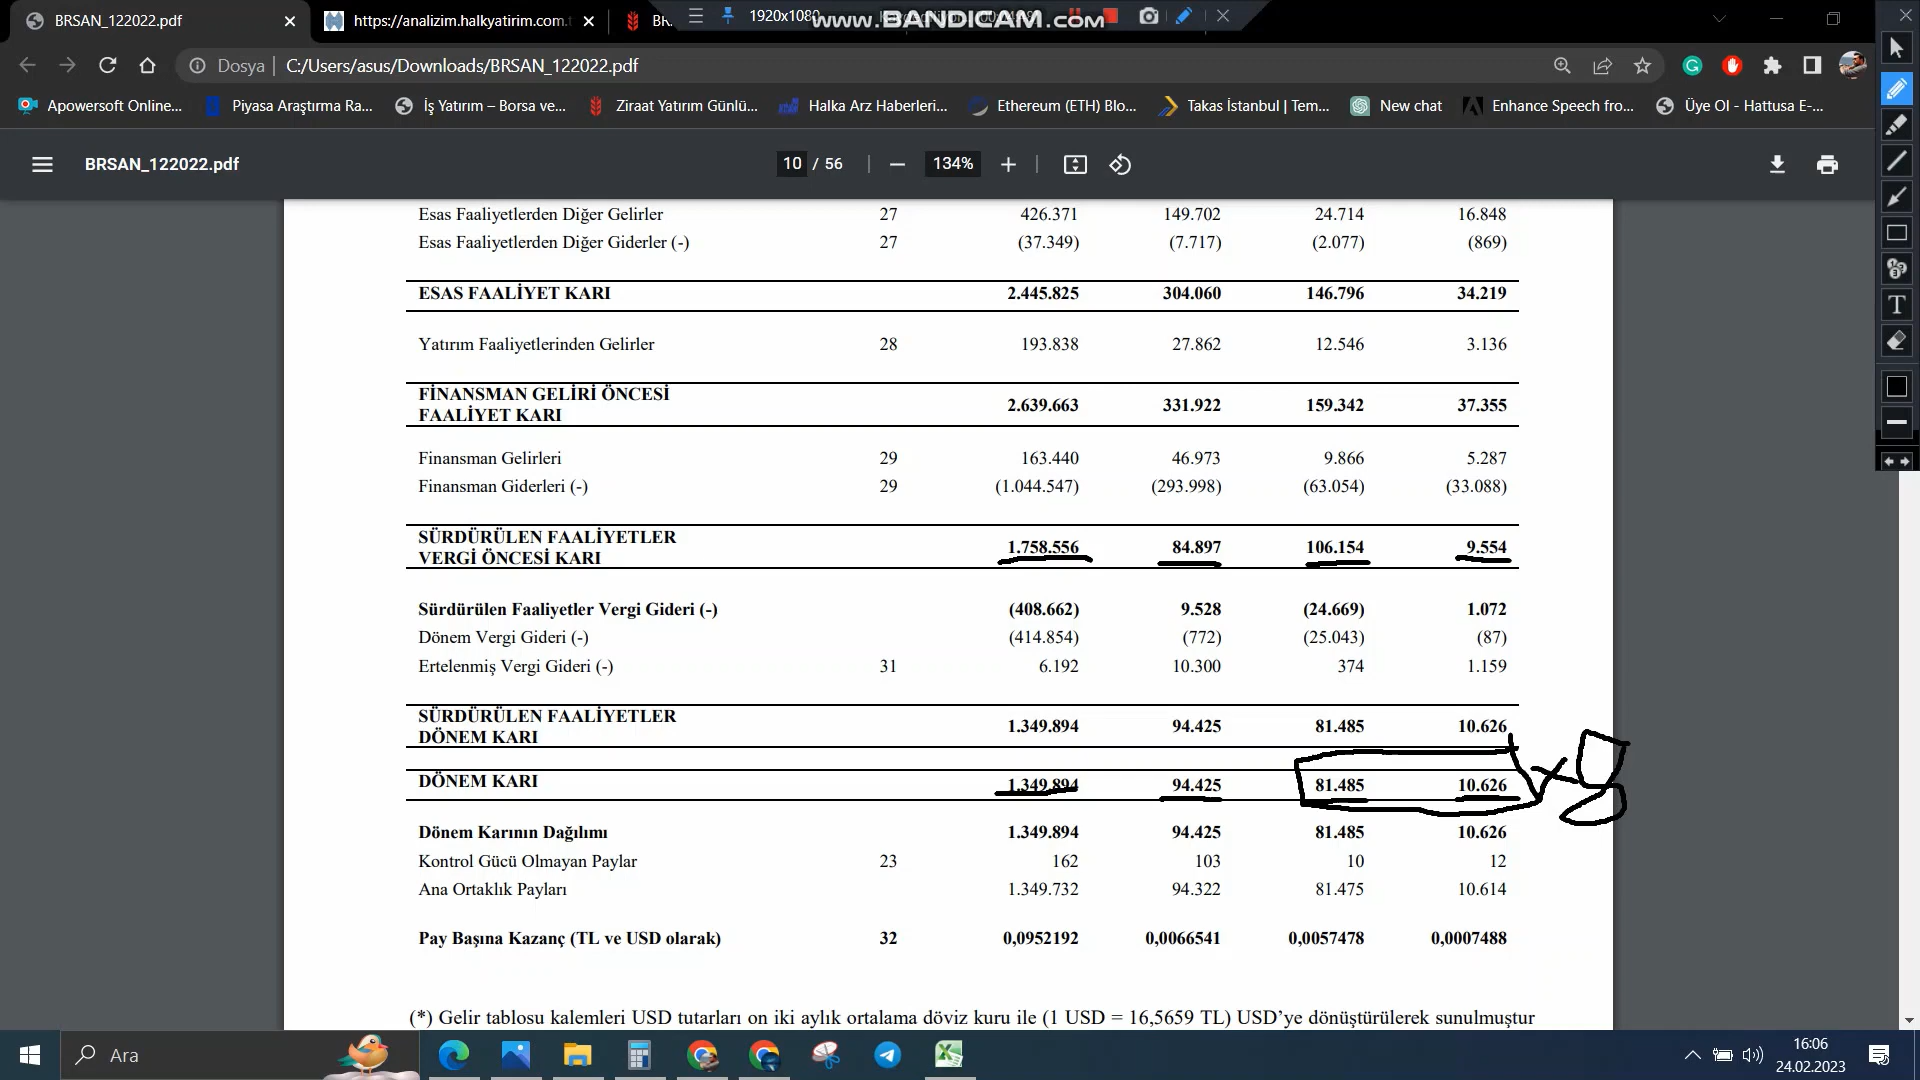 BRSAN_122022.pdf
https://analizim.halkyatirim.com.t
BR
1920x1080
www.BANDICAM.com
Dosya | C:/Users/asus/Downloads/BRSAN_122022.pdf
Apowersoft Online... Piyasa Araştırma Ra... İş Yatırım – Borsa ve... Ziraat Yatırım Günlü... Halka Arz Haberleri... Ethereum (ETH) Blo... Takas İstanbul | Tem... New chat Enhance Speech fro... Üye Ol - Hattusa E-...
BRSAN_122022.pdf 10 / 56 134%
Esas Faaliyetlerden Diğer Gelirler 27 426.371 149.702 24.714 16.848
Esas Faaliyetlerden Diğer Giderler (-) 27 (37.349) (7.717) (2.077) (869)
ESAS FAALİYET KARI 2.445.825 304.060 146.796 34.219
Yatırım Faaliyetlerinden Gelirler 28 193.838 27.862 12.546 3.136
FİNANSMAN GELİRİ ÖNCESİ
FAALİYET KARI 2.639.663 331.922 159.342 37.355
Finansman Gelirleri 29 163.440 46.973 9.866 5.287
Finansman Giderleri (-) 29 (1.044.547) (293.998) (63.054) (33.088)
SÜRDÜRÜLEN FAALİYETLER
VERGİ ÖNCESİ KARI 1.758.556 84.897 106.154 9.554
Sürdürülen Faaliyetler Vergi Gideri (-) (408.662) 9.528 (24.669) 1.072
Dönem Vergi Gideri (-) (414.854) (772) (25.043) (87)
Ertelenmiş Vergi Gideri (-) 31 6.192 10.300 374 1.159
SÜRDÜRÜLEN FAALİYETLER
DÖNEM KARI 1.349.894 94.425 81.485 10.626
DÖNEM KARI 1.349.894 94.425 81.485 10.626
x8
Dönem Karının Dağılımı 1.349.894 94.425 81.485 10.626
Kontrol Gücü Olmayan Paylar 23 162 103 10 12
Ana Ortaklık Payları 1.349.732 94.322 81.475 10.614
Pay Başına Kazanç (TL ve USD olarak) 32 0,0952192 0,0066541 0,0057478 0,0007488
(*) Gelir tablosu kalemleri USD tutarları on iki aylık ortalama döviz kuru ile (1 USD = 16,5659 TL) USD’ye dönüştürülerek sunulmuştur
Ara
16:06
24.02.2023